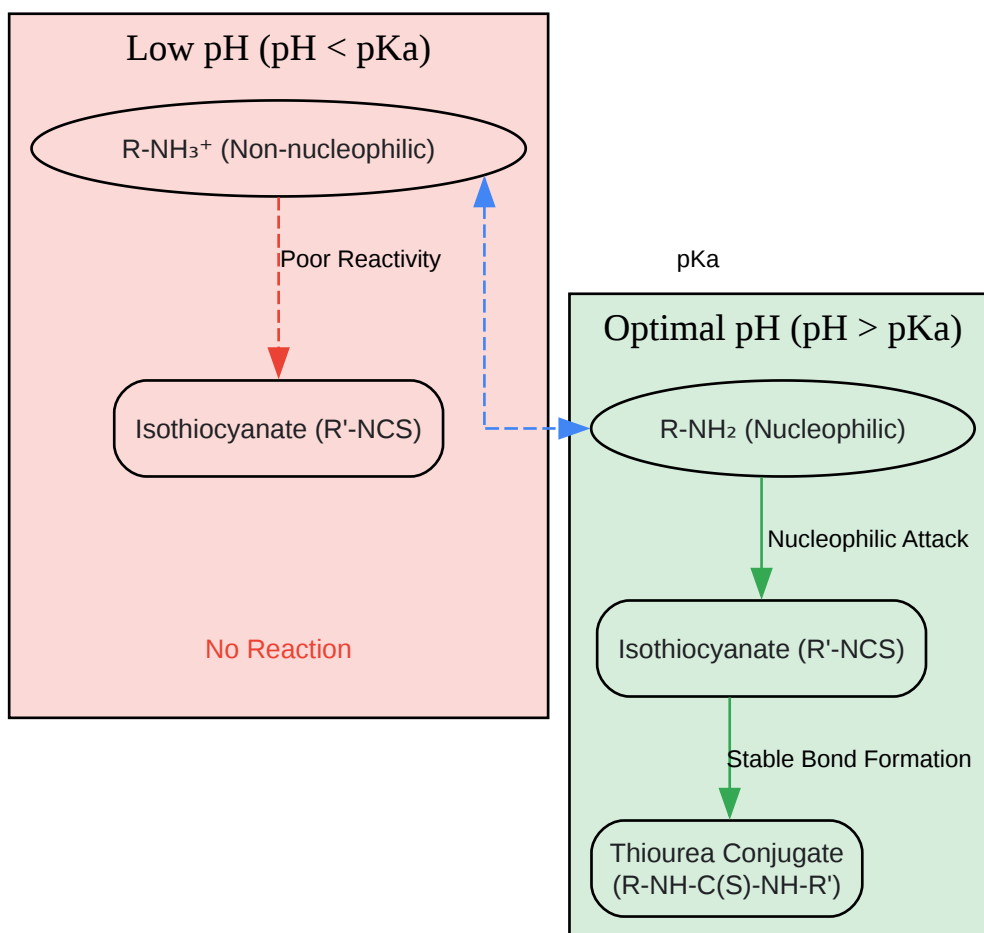 Low pH (pH < pKa)
R-NH₃⁺ (Non-nucleophilic)
Poor Reactivity
Isothiocyanate (R'-NCS)
No Reaction
pKa
Optimal pH (pH > pKa)
R-NH₂ (Nucleophilic)
Nucleophilic Attack
Isothiocyanate (R'-NCS)
Stable Bond Formation
Thiourea Conjugate
(R-NH-C(S)-NH-R')